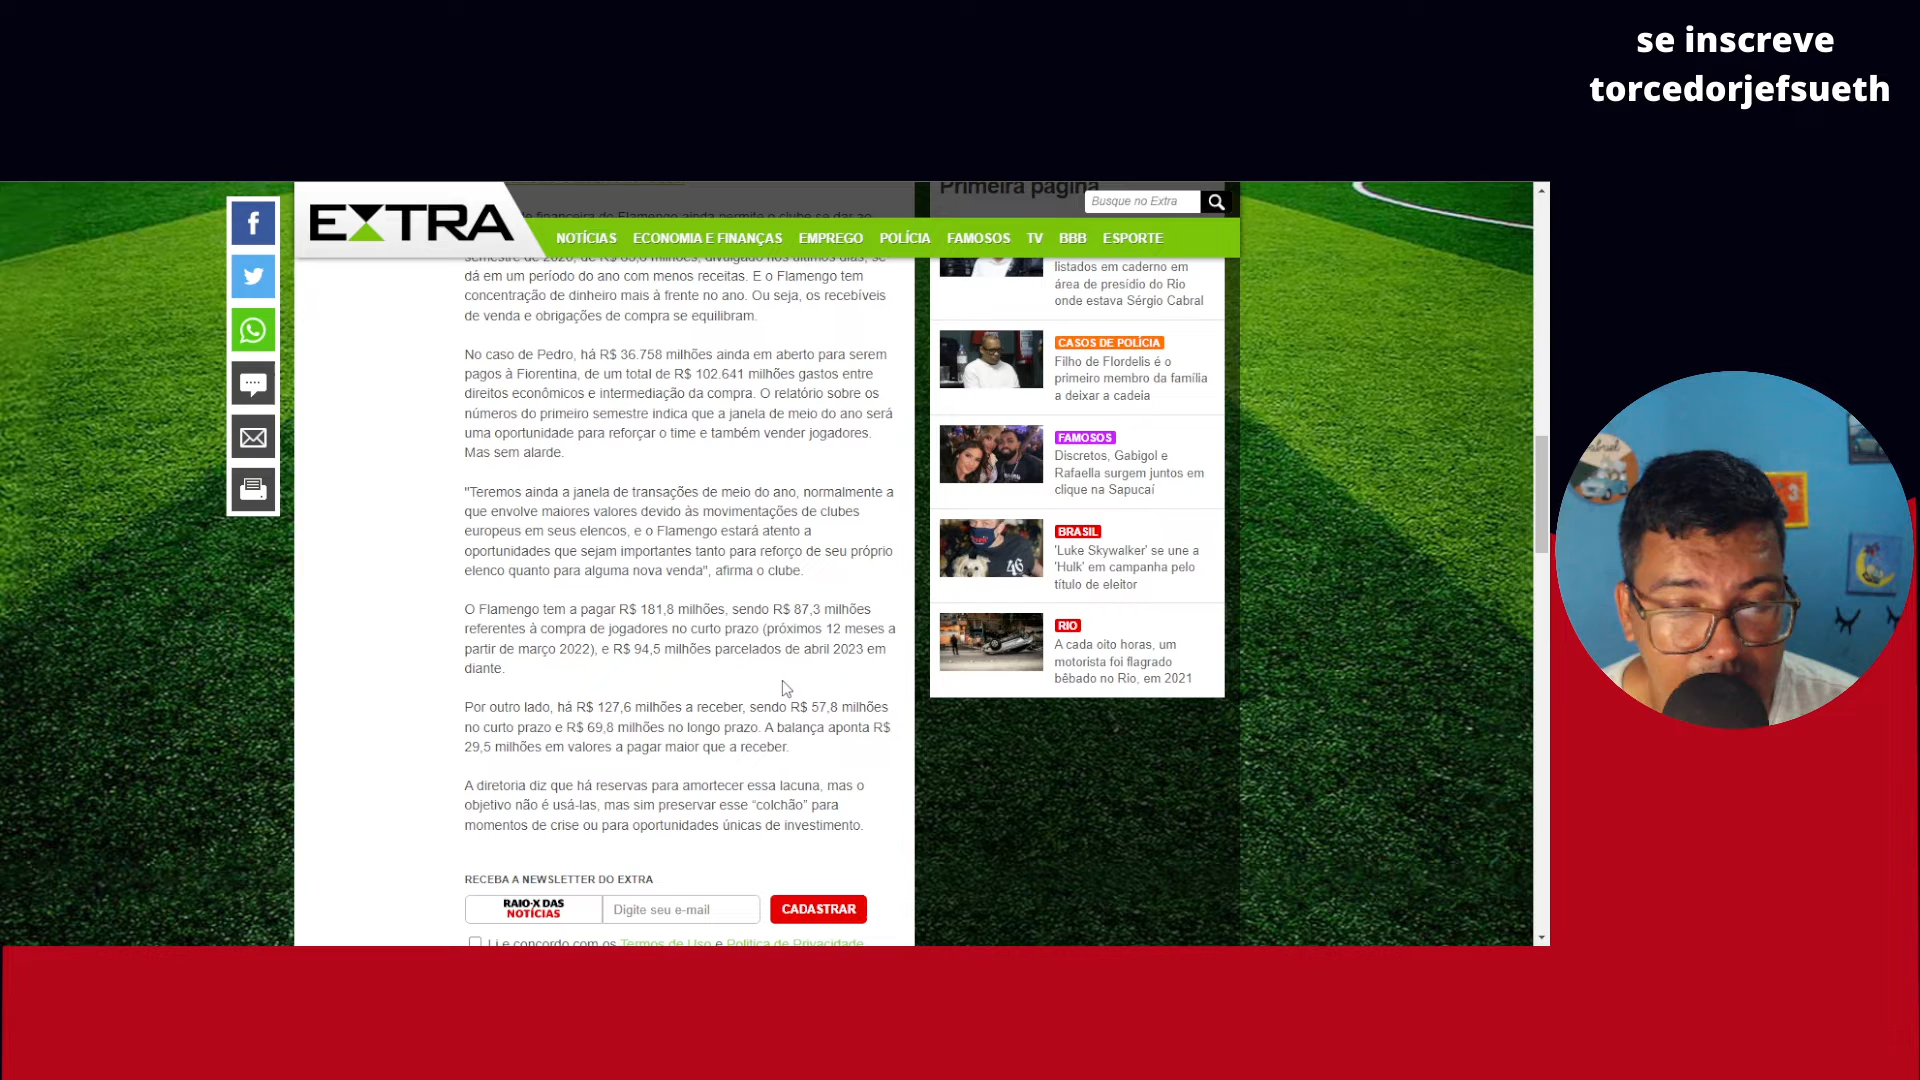 se inscreve
torcedorjefsueth
EXTRA
Busque no Extra
NOTÍCIAS ECONOMIA E FINANÇAS EMPREGO POLÍCIA FAMOSOS TV BBB ESPORTE
dá em um período do ano com menos receitas. E o Flamengo tem
concentração de dinheiro mais à frente no ano. Ou seja, os recebíveis
de venda e obrigações de compra se equilibram.
No caso de Pedro, há R$ 36.758 milhões ainda em aberto para serem
pagos à Fiorentina, de um total de R$ 102.641 milhões gastos entre
direitos econômicos e intermediação da compra. O relatório sobre os
números do primeiro semestre indica que a janela de meio do ano será
uma oportunidade para reforçar o time e também vender jogadores.
Mas sem alarde.
"Teremos ainda a janela de transações de meio do ano, normalmente a
que envolve maiores valores devido às movimentações de clubes
europeus em seus elencos, e o Flamengo estará atento a
oportunidades que sejam importantes tanto para reforço de seu próprio
elenco quanto para alguma nova venda", afirma o clube.
O Flamengo tem a pagar R$ 181,8 milhões, sendo R$ 87,3 milhões
referentes à compra de jogadores no curto prazo (próximos 12 meses a
partir de março 2022), e R$ 94,5 milhões parcelados de abril 2023 em
diante.
Por outro lado, há R$ 127,6 milhões a receber, sendo R$ 57,8 milhões
no curto prazo e R$ 69,8 milhões no longo prazo. A balança aponta R$
29,5 milhões em valores a pagar maior que a receber.
A diretoria diz que há reservas para amortecer essa lacuna, mas o
objetivo não é usá-las, mas sim preservar esse “colchão” para
momentos de crise ou para oportunidades únicas de investimento.
RECEBA A NEWSLETTER DO EXTRA
RAIO-X DAS
NOTÍCIAS
Digite seu e-mail
CADASTRAR
Li e concordo com os Termos de Uso e Política de Privacidade
Primeira página
listados em caderno em
área de presídio do Rio
onde estava Sérgio Cabral
CASOS DE POLÍCIA
Filho de Flordelis é o
primeiro membro da família
a deixar a cadeia
FAMOSOS
Discretos, Gabigol e
Rafaella surgem juntos em
clique na Sapucaí
BRASIL
'Luke Skywalker' se une a
'Hulk' em campanha pelo
título de eleitor
RIO
A cada oito horas, um
motorista foi flagrado
bêbado no Rio, em 2021